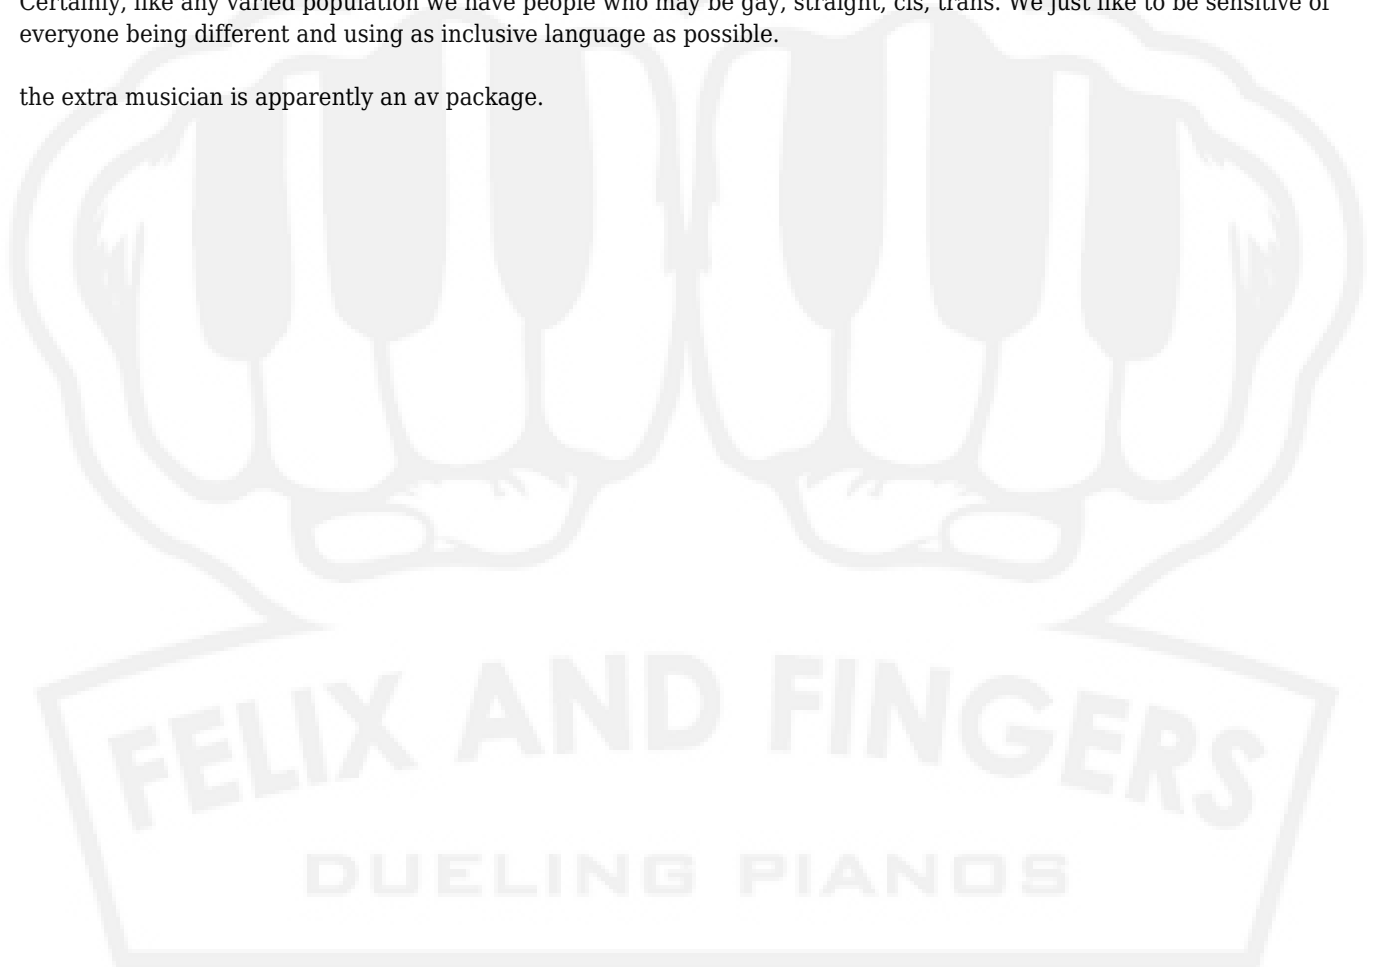 Certainly, like any varied population we have people who may be gay, straight, cis, trans. We just like to be sensitive of
everyone being different and using as inclusive language as possible.
the extra musician is apparently an av package.
FELIX AND FINGERS
DUELING PIANOS